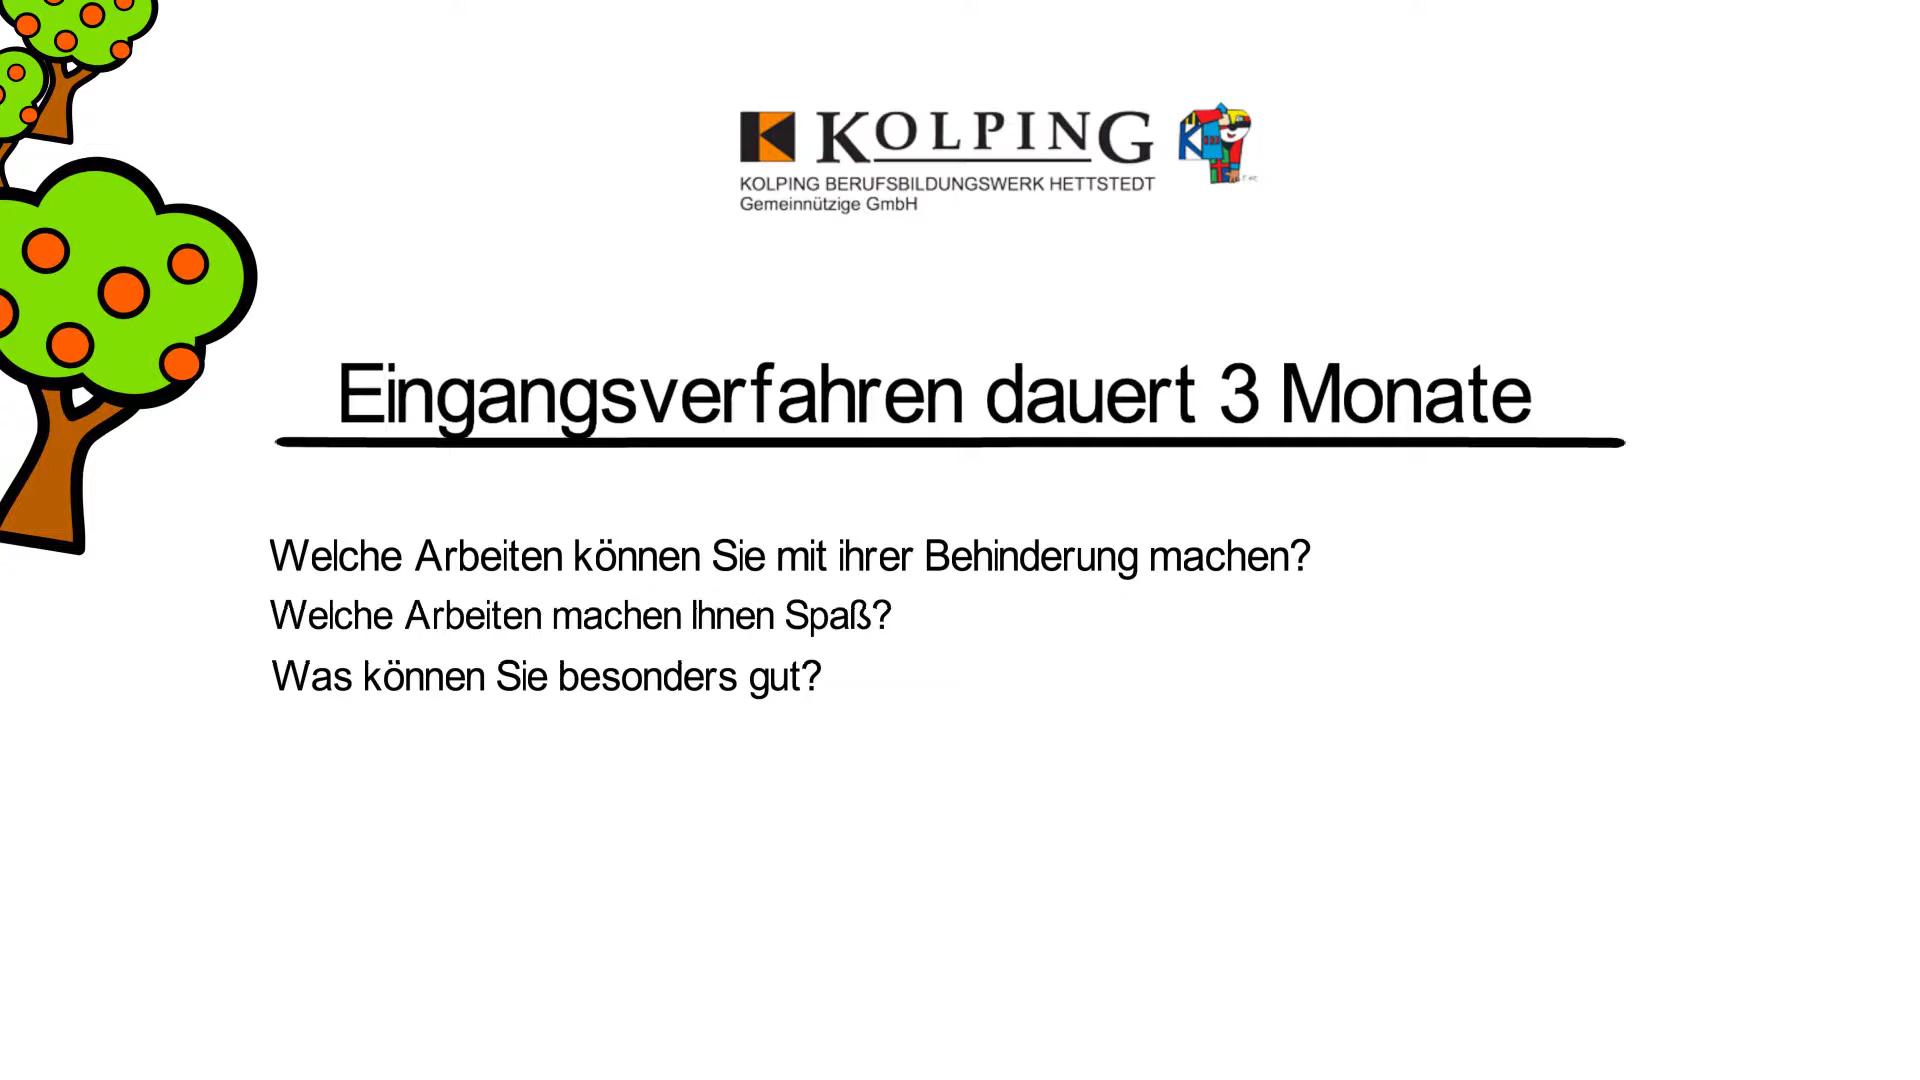 KOLPING
KOLPING BERUFSBILDUNGSWERK HETTSTEDT
Gemeinnützige GmbH
Eingangsverfahren dauert 3 Monate
Welche Arbeiten können Sie mit ihrer Behinderung machen?
Welche Arbeiten machen Ihnen Spaß?
Was können Sie besonders gut?